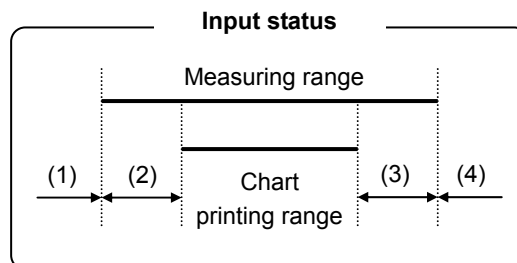 Input status
Measuring range
(1) (2) (3) (4)
Chart
printing range